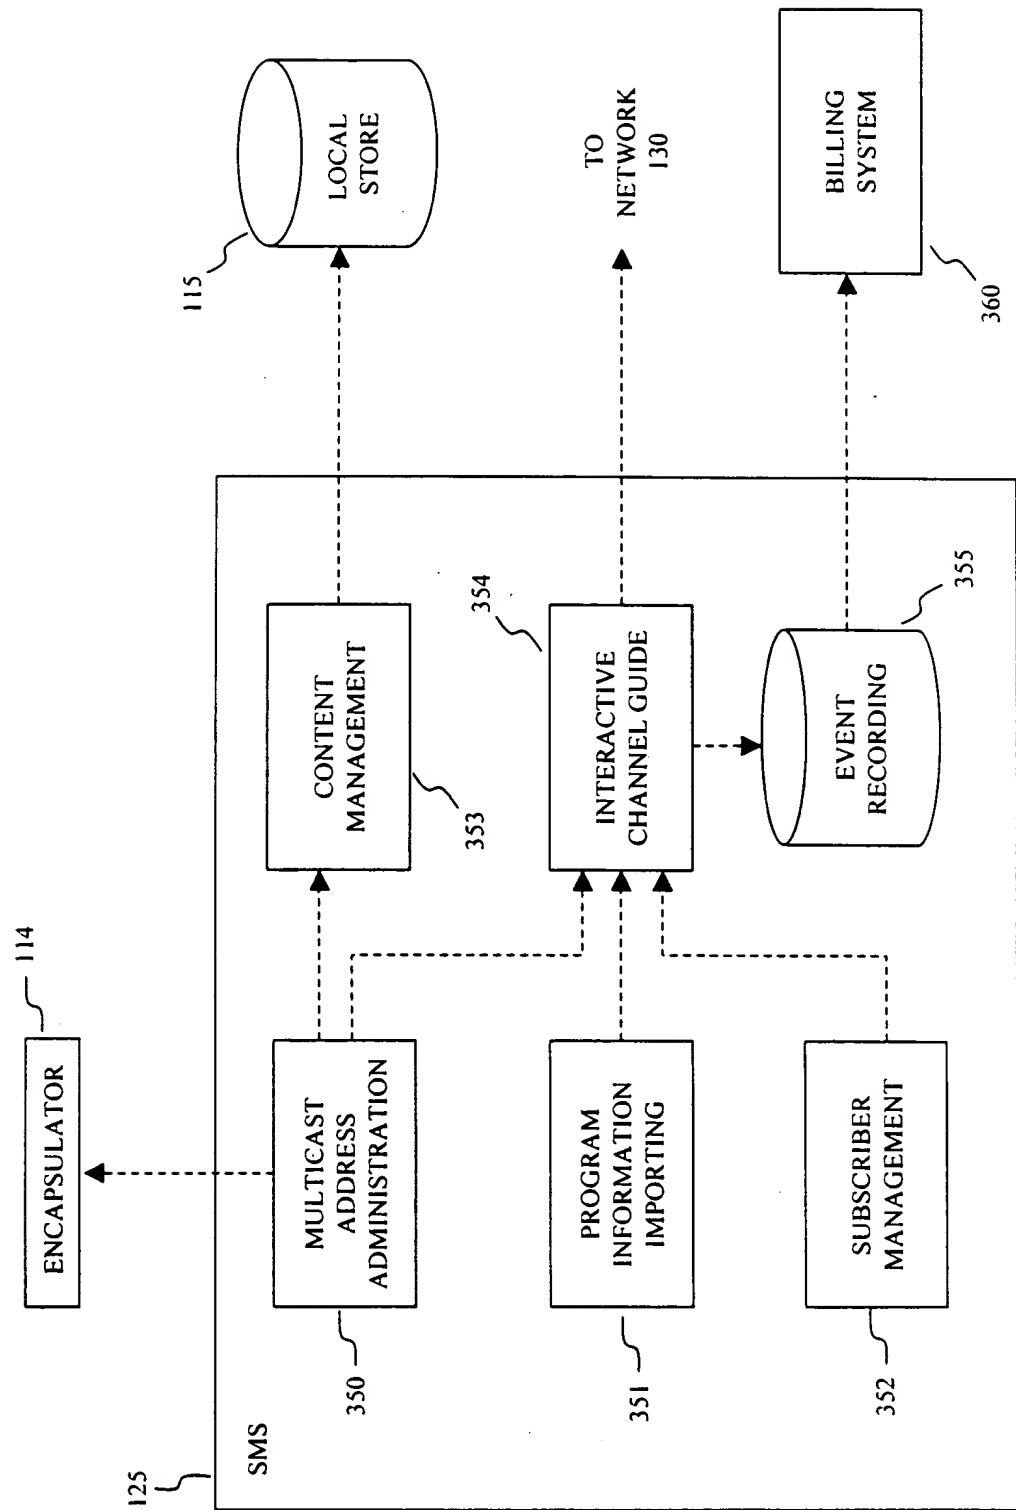 125
SMS
ENCAPSULATOR
114
MULTICAST
ADDRESS
ADMINISTRATION
350
CONTENT
MANAGEMENT
353
LOCAL
STORE
115
PROGRAM
INFORMATION
IMPORTING
351
INTERACTIVE
CHANNEL GUIDE
354
TO
NETWORK
130
SUBSCRIBER
MANAGEMENT
352
EVENT
RECORDING
355
BILLING
SYSTEM
360